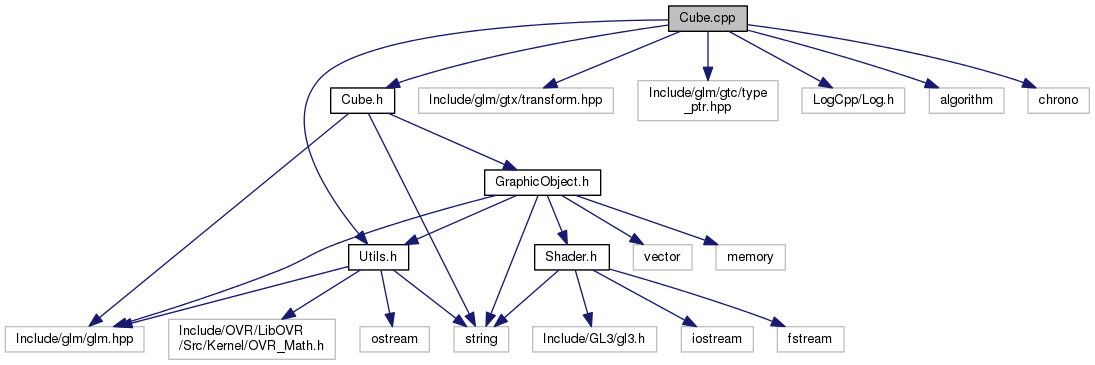 Cube.cpp
Cube.h
Include/glm/gtx/transform.hpp
Include/glm/gtc/type
_ptr.hpp
LogCpp/Log.h
algorithm
chrono
GraphicObject.h
Utils.h
Shader.h
vector
memory
Include/glm/glm.hpp
Include/OVR/LibOVR
/Src/Kernel/OVR_Math.h
ostream
string
Include/GL3/gl3.h
iostream
fstream